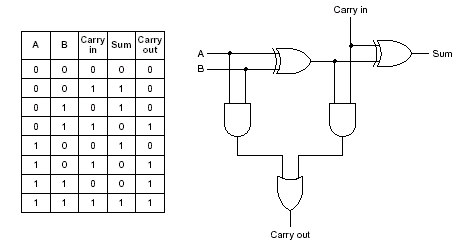 A B Carry in Sum Carry out
0 0 0 0 0
0 0 1 1 0
0 1 0 1 0
0 1 1 0 1
1 0 0 1 0
1 0 1 0 1
1 1 0 0 1
1 1 1 1 1
Carry in
A
B
Sum
Carry out